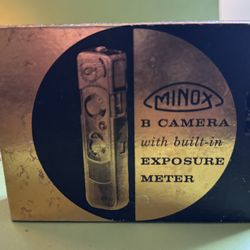 MINOX
B CAMERA
with built-in
EXPOSURE
METER